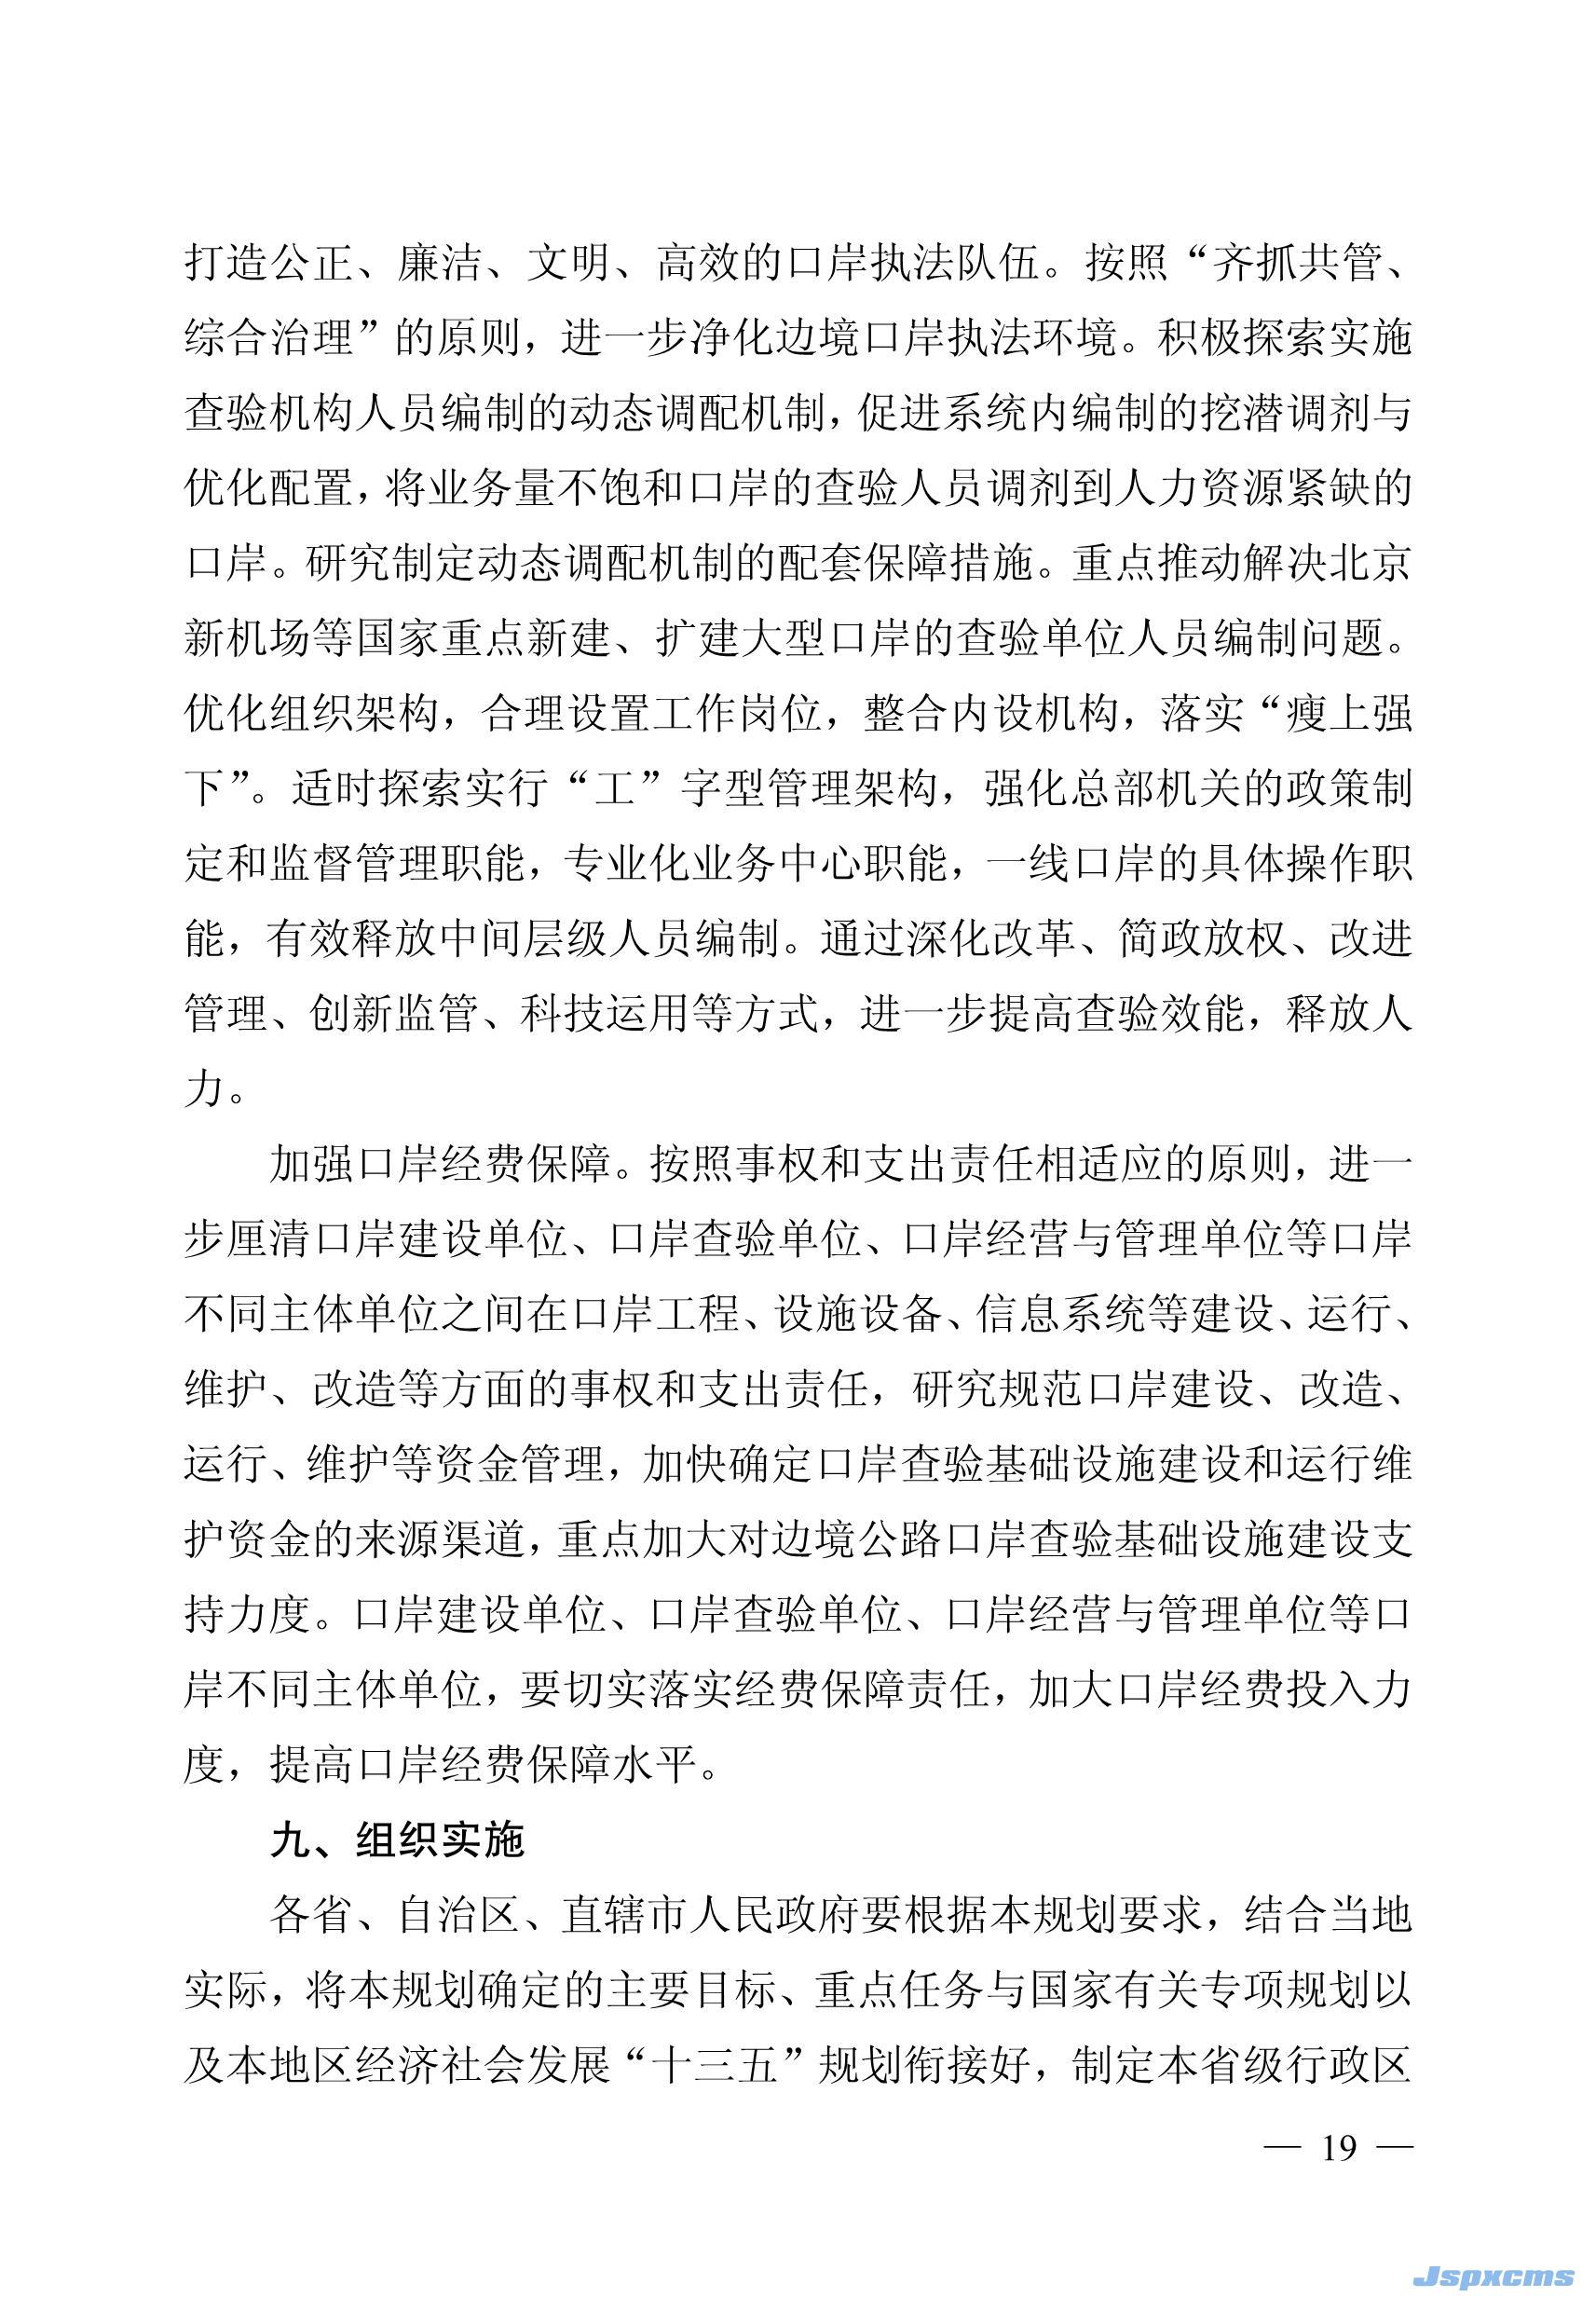 打造公正、廉洁、文明、高效的口岸执法队伍。按照“齐抓共管、
综合治理”的原则，进一步净化边境口岸执法环境。积极探索实施
查验机构人员编制的动态调配机制，促进系统内编制的挖潜调剂与
优化配置，将业务量不饱和口岸的查验人员调剂到人力资源紧缺的
口岸。研究制定动态调配机制的配套保障措施。重点推动解决北京
新机场等国家重点新建、扩建大型口岸的查验单位人员编制问题。
优化组织架构，合理设置工作岗位，整合内设机构，落实“瘦上强
下”。适时探索实行“工”字型管理架构，强化总部机关的政策制
定和监督管理职能，专业化业务中心职能，一线口岸的具体操作职
能，有效释放中间层级人员编制。通过深化改革、简政放权、改进
管理、创新监管、科技运用等方式，进一步提高查验效能，释放人
力。
加强口岸经费保障。按照事权和支出责任相适应的原则，进一
步厘清口岸建设单位、口岸查验单位、口岸经营与管理单位等口岸
不同主体单位之间在口岸工程、设施设备、信息系统等建设、运行、
维护、改造等方面的事权和支出责任，研究规范口岸建设、改造、
运行、维护等资金管理，加快确定口岸查验基础设施建设和运行维
护资金的来源渠道，重点加大对边境公路口岸查验基础设施建设支
持力度。口岸建设单位、口岸查验单位、口岸经营与管理单位等口
岸不同主体单位，要切实落实经费保障责任，加大口岸经费投入力
度，提高口岸经费保障水平。
九、组织实施
各省、自治区、直辖市人民政府要根据本规划要求，结合当地
实际，将本规划确定的主要目标、重点任务与国家有关专项规划以
及本地区经济社会发展“十三五”规划衔接好，制定本省级行政区
— 19 —
Jspxcms